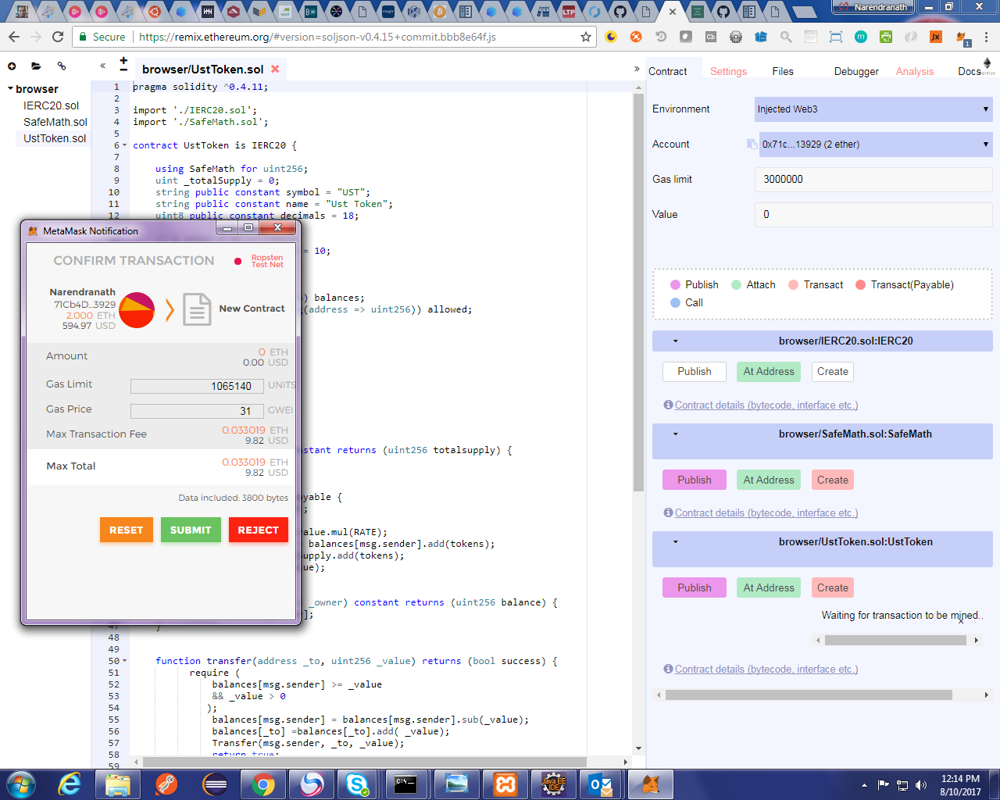 Narendranath
Secure
https://remix.ethereum.org/#version=soljson-v0.4.15+commit.bbb8e64f.js
browser/UstToken.sol
Contract Settings Files Debugger Analysis Docs
browser
IERC20.sol
SafeMath.sol
UstToken.sol
1 pragma solidity ^0.4.11;
2
3 import './IERC20.sol';
4 import './SafeMath.sol';
5
6 contract UstToken is IERC20 {
7
8 using SafeMath for uint256;
9 uint _totalSupply = 0;
10 string public constant symbol = "UST";
11 string public constant name = "Ust Token";
12 uint8 public constant decimals = 18;
= 10;
) balances;
(address => uint256)) allowed;
stant returns (uint256 totalsupply) {
yable {
;
value.mul(RATE);
balances[msg.sender].add(tokens);
supply.add(tokens);
ue);
_owner) constant returns (uint256 balance) {
];
47 }
48
49
50 function transfer(address _to, uint256 _value) returns (bool success) {
51 require (
52 balances[msg.sender] >= _value
53 && _value > 0
54 );
55 balances[msg.sender] = balances[msg.sender].sub(_value);
56 balances[_to] =balances[_to].add( _value);
57 Transfer(msg.sender, _to, _value);
58 return true;
59
MetaMask Notification
CONFIRM TRANSACTION
Ropsten
Test Net
Narendranath
71Cb4D...3929
2.000 ETH
594.97 USD
New Contract
Amount 0 ETH
0.00 USD
Gas Limit 1065140 UNITS
Gas Price 31 GWEI
Max Transaction Fee 0.033019 ETH
9.82 USD
Max Total 0.033019 ETH
9.82 USD
Data included: 3800 bytes
RESET SUBMIT REJECT
Environment Injected Web3
Account 0x71c...13929 (2 ether)
Gas limit 3000000
Value 0
Publish Attach Transact Transact(Payable)
Call
browser/IERC20.sol:IERC20
Publish At Address Create
Contract details (bytecode, interface etc.)
browser/SafeMath.sol:SafeMath
Publish At Address Create
Contract details (bytecode, interface etc.)
browser/UstToken.sol:UstToken
Publish At Address Create
Waiting for transaction to be mined..
Contract details (bytecode, interface etc.)
12:14 PM
8/10/2017